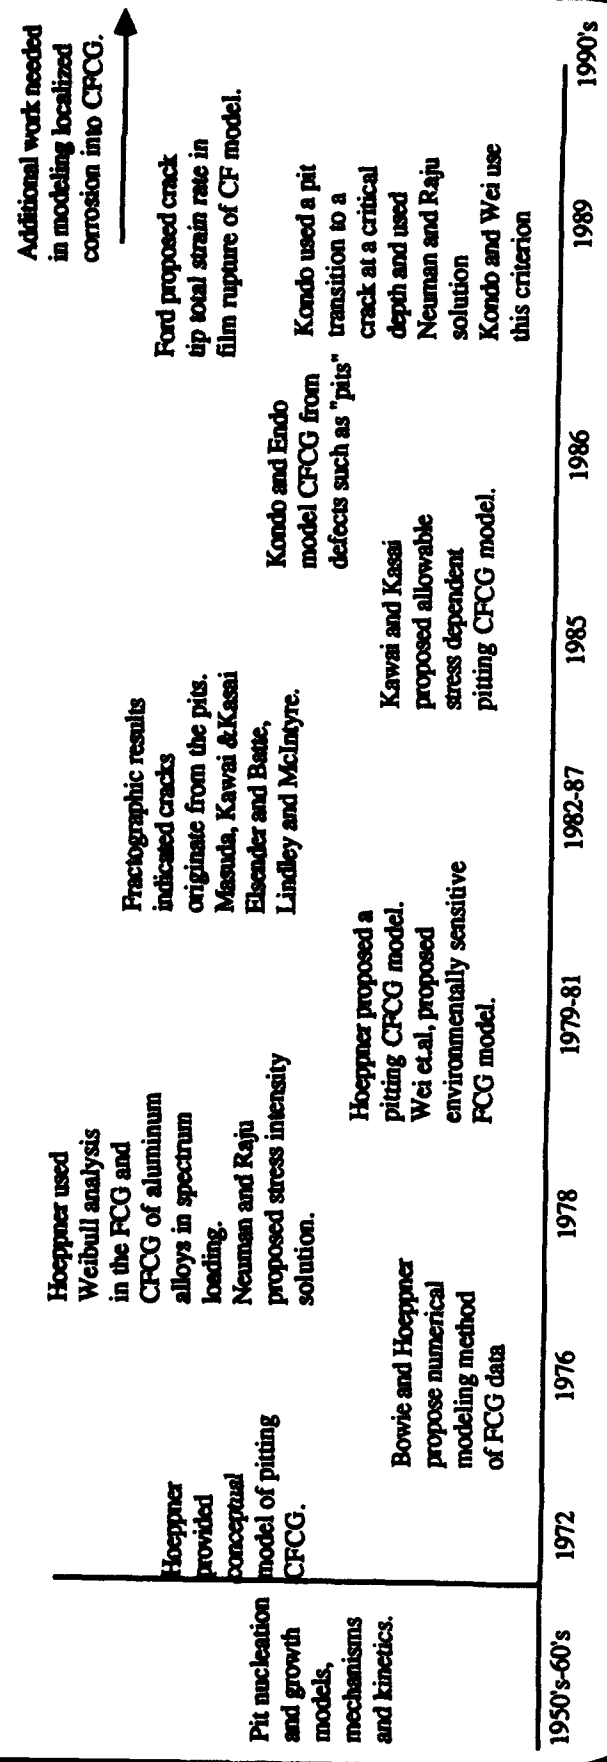 Pit nucleation
and growth
models,
mechanisms
and kinetics.
Hoeppner
provided
conceptual
model of pitting
CFCG.
Bowie and Hoeppner
propose numerical
modeling method
of FCG data
Hoeppner used
Weibull analysis
in the FCG and
CFCG of aluminum
alloys in spectrum
loading.
Neuman and Raju
proposed stress intensity
solution.
Hoeppner proposed a
pitting CFCG model.
Wei et.al, proposed
environmentally sensitive
FCG model.
Fractographic results
indicated cracks
originate from the pits.
Masuda, Kawai &Kasai
Elsender and Batte,
Lindley and McIntyre.
Kawai and Kasai
proposed allowable
stress dependent
pitting CFCG model.
Kondo and Endo
model CFCG from
defects such as "pits"
Ford proposed crack
tip total strain rate in
film rupture of CF model.
Kondo used a pit
transition to a
crack at a critical
depth and used
Neuman and Raju
solution
Kondo and Wei use
this criterion
Additional work needed
in modeling localized
corrosion into CFCG.
1950's-60's
1972
1976
1978
1979-81
1982-87
1985
1986
1989
1990's